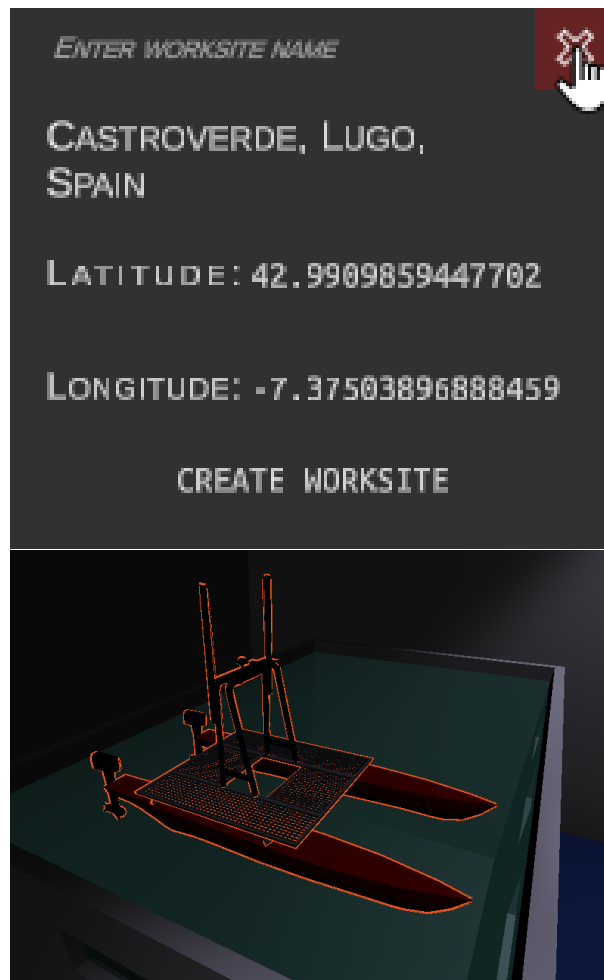 Enter worksite name
Castroverde, Lugo,
Spain
Latitude: 42.9909859447702
Longitude: -7.37503896888459
CREATE WORKSITE